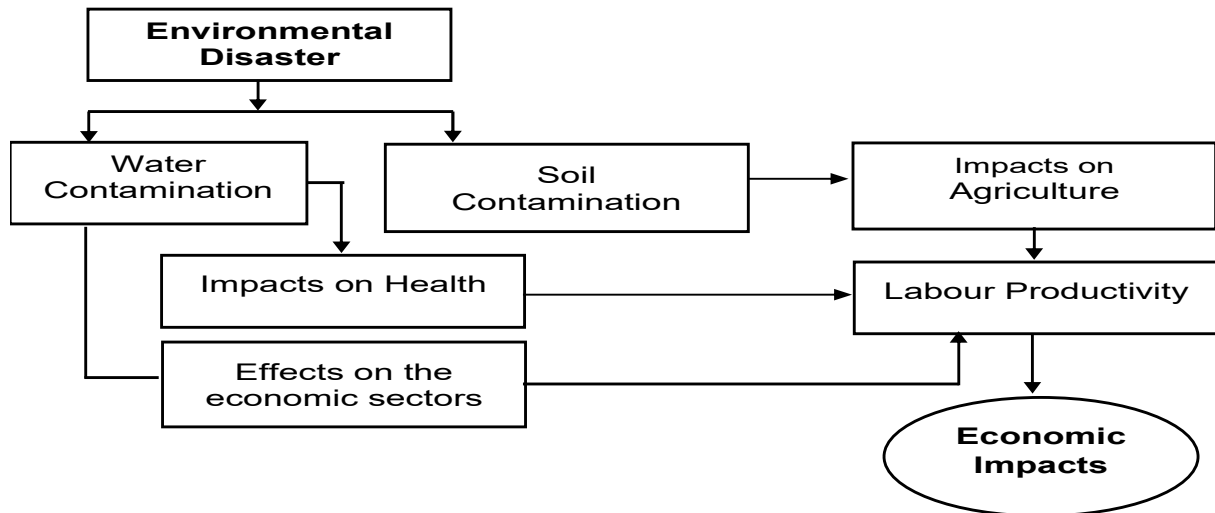 Environmental
Disaster
Water
Contamination
Soil
Contamination
Impacts on
Agriculture
Impacts on Health
Labour Productivity
Effects on the
economic sectors
Economic
Impacts